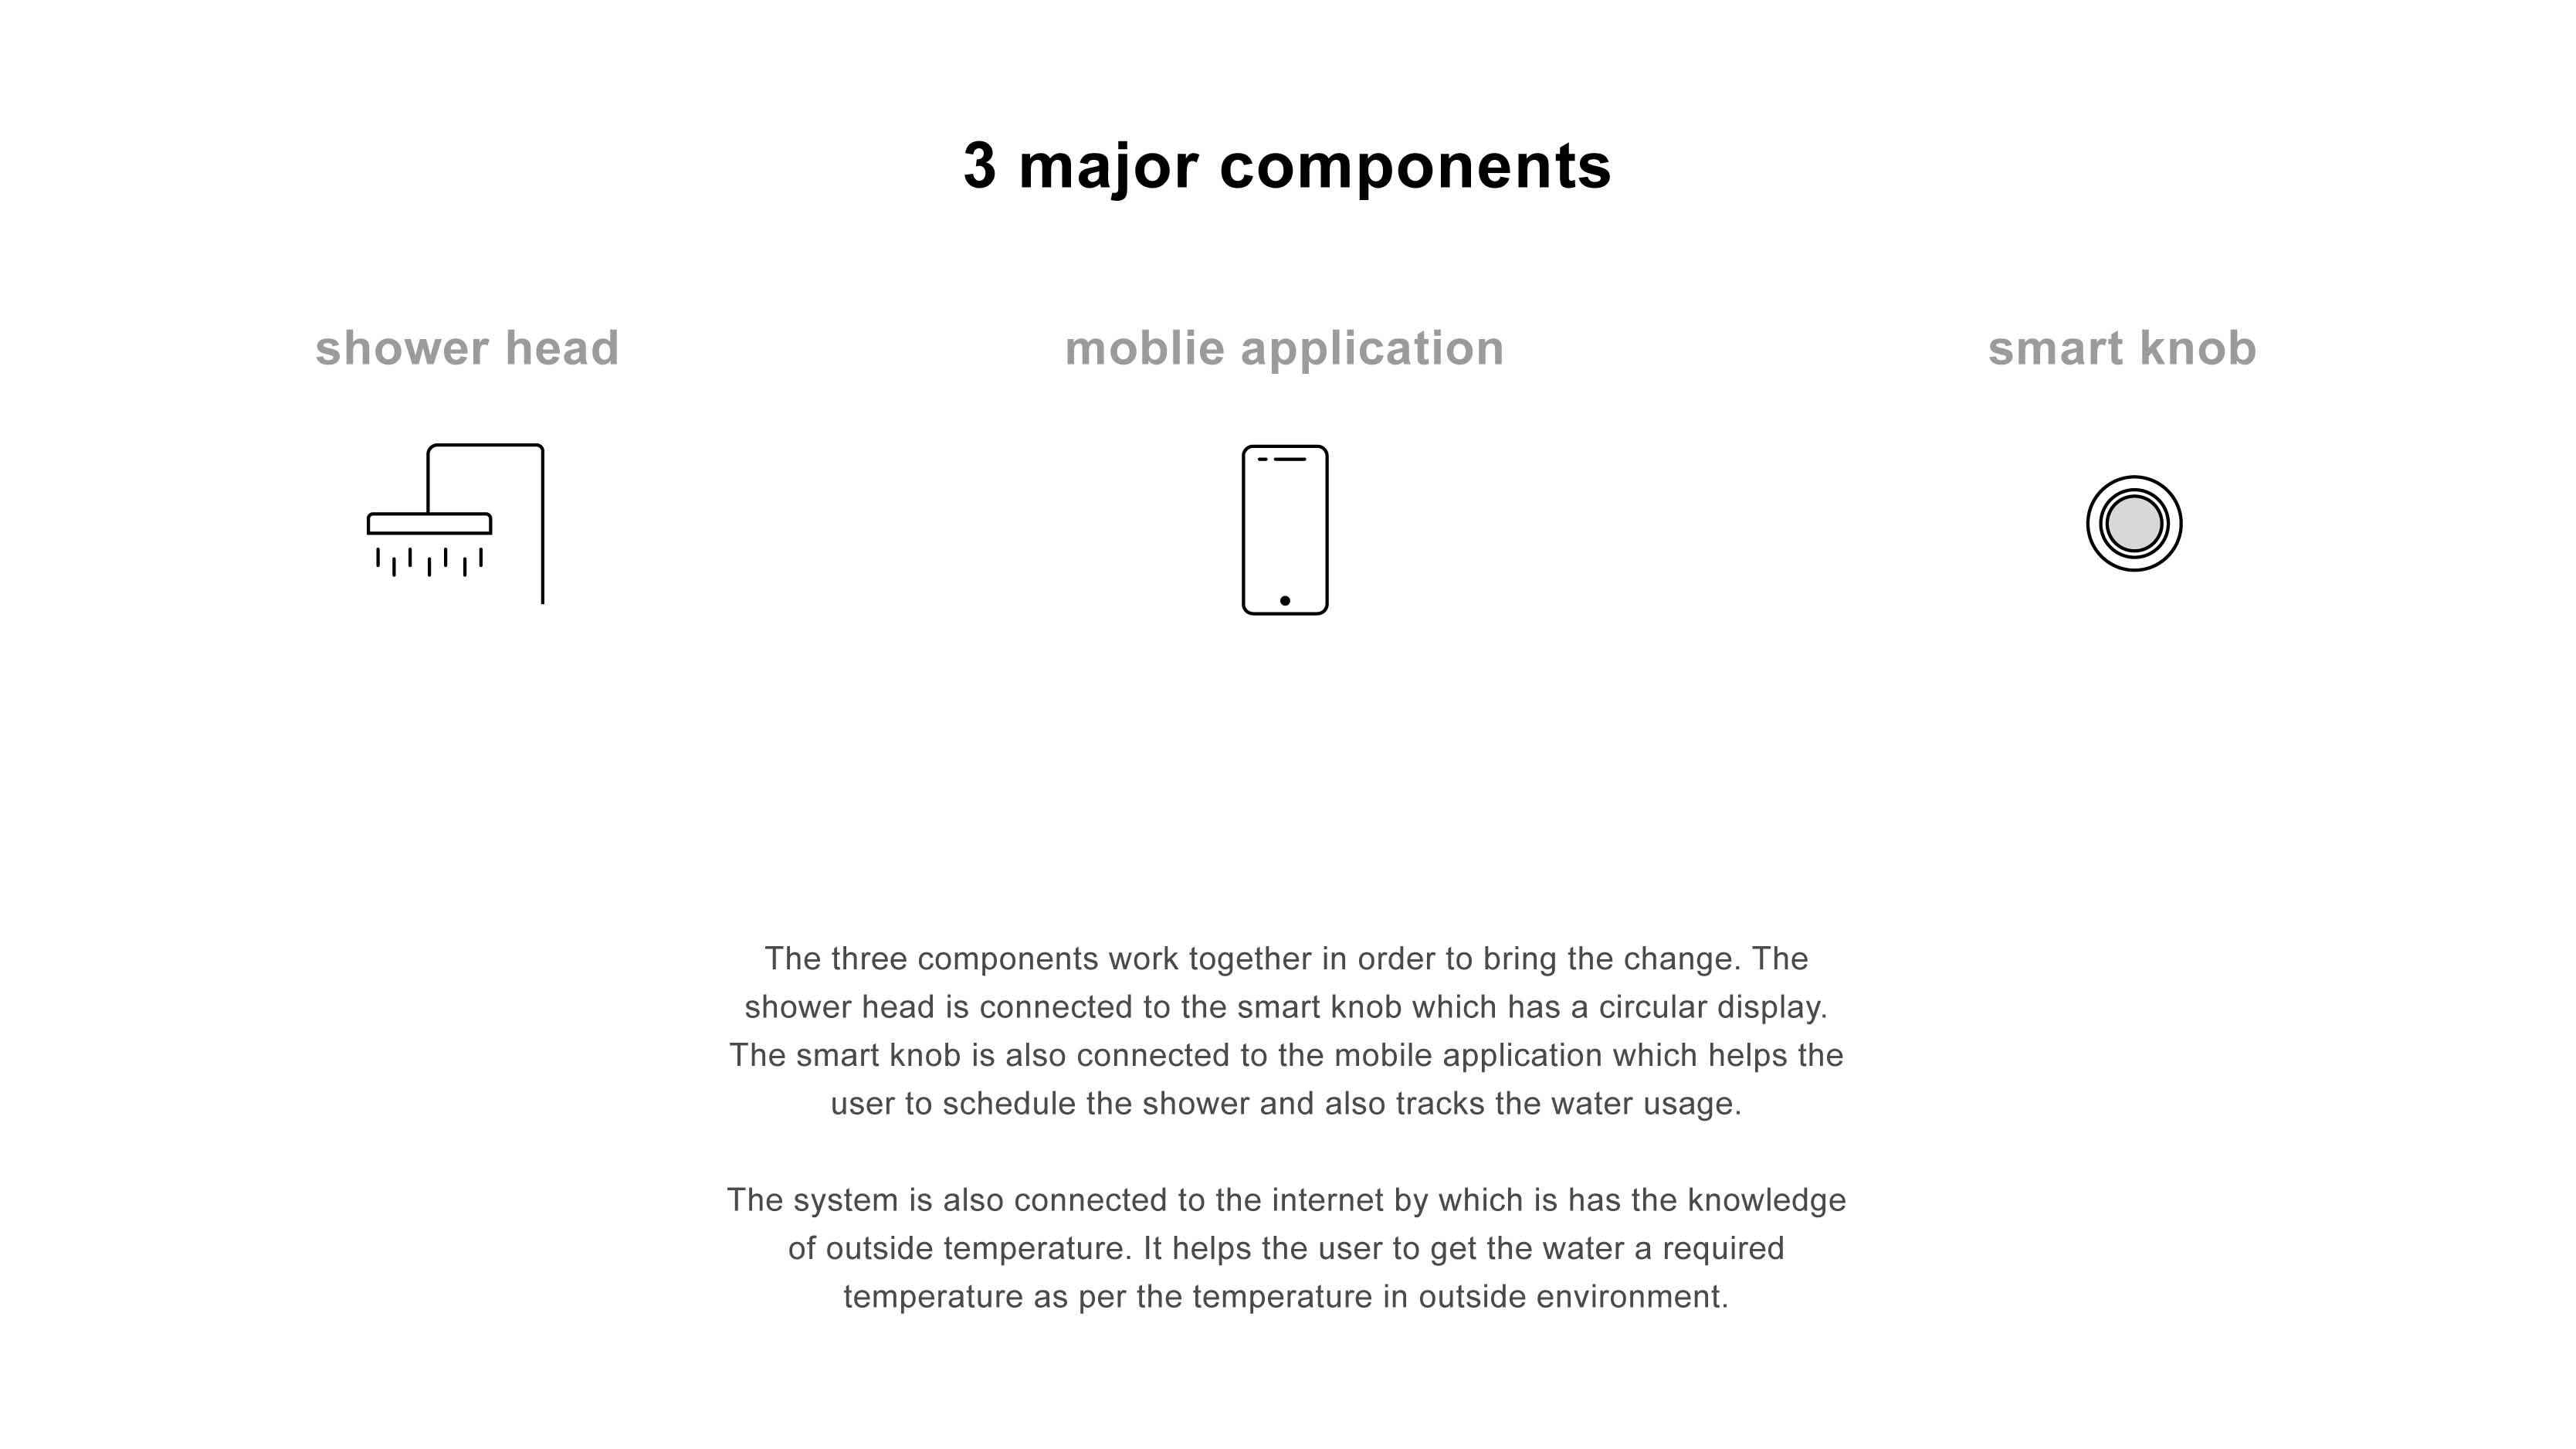 3 major components
shower head
moblie application
smart knob
The three components work together in order to bring the change. The
shower head is connected to the smart knob which has a circular display.
The smart knob is also connected to the mobile application which helps the
user to schedule the shower and also tracks the water usage.
The system is also connected to the internet by which is has the knowledge
of outside temperature. It helps the user to get the water a required
temperature as per the temperature in outside environment.